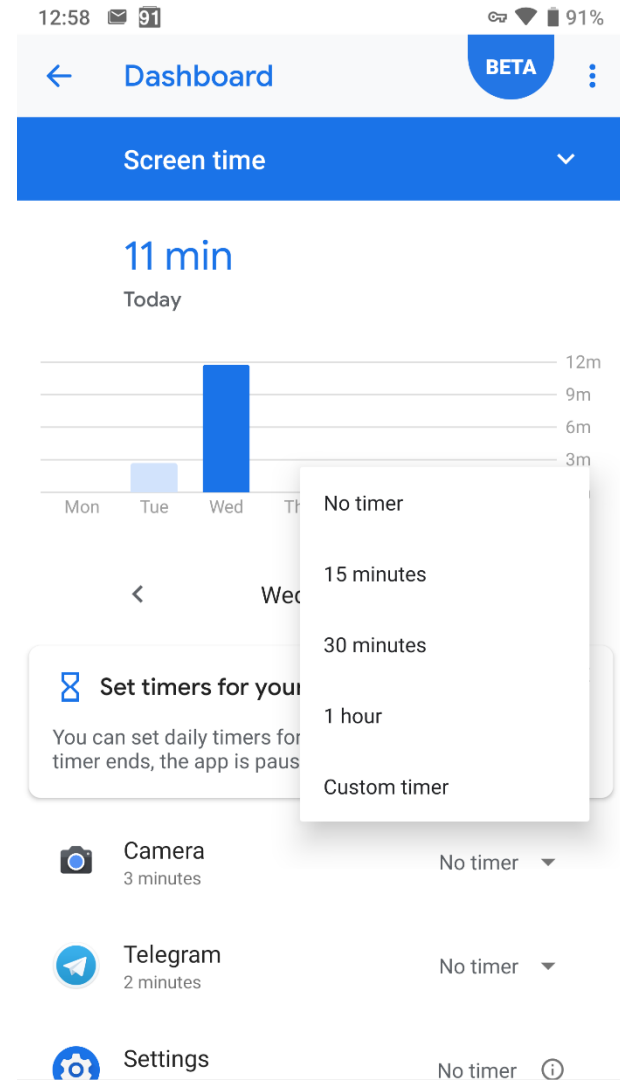 12:58 91 91%
Dashboard BETA
Screen time
11 min
Today
12m
9m
6m
3m
Mon Tue Wed
No timer
15 minutes
30 minutes
1 hour
Custom timer
Set timers for
You can set daily timers for
timer ends, the app is
Camera
3 minutes
No timer
Telegram
2 minutes
No timer
Settings
No timer